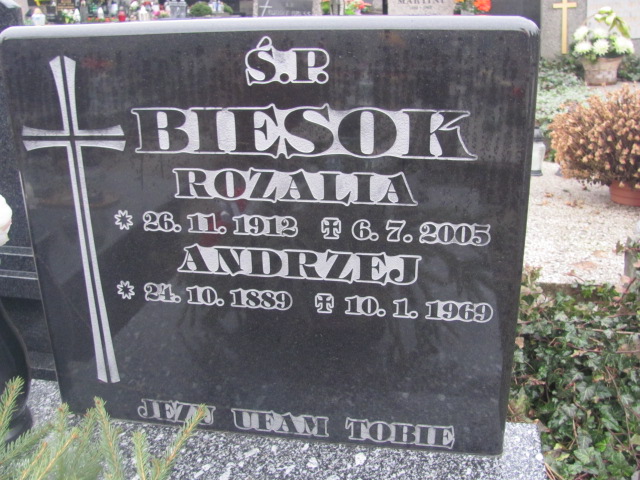 Ś.P.
BIESOK
ROZALIA
* 26. 11. 1912 ✝ 6. 7. 2005
ANDRZEJ
* 24. 10. 1889 ✝ 10. 1. 1969
JEZU UFAM TOBIE